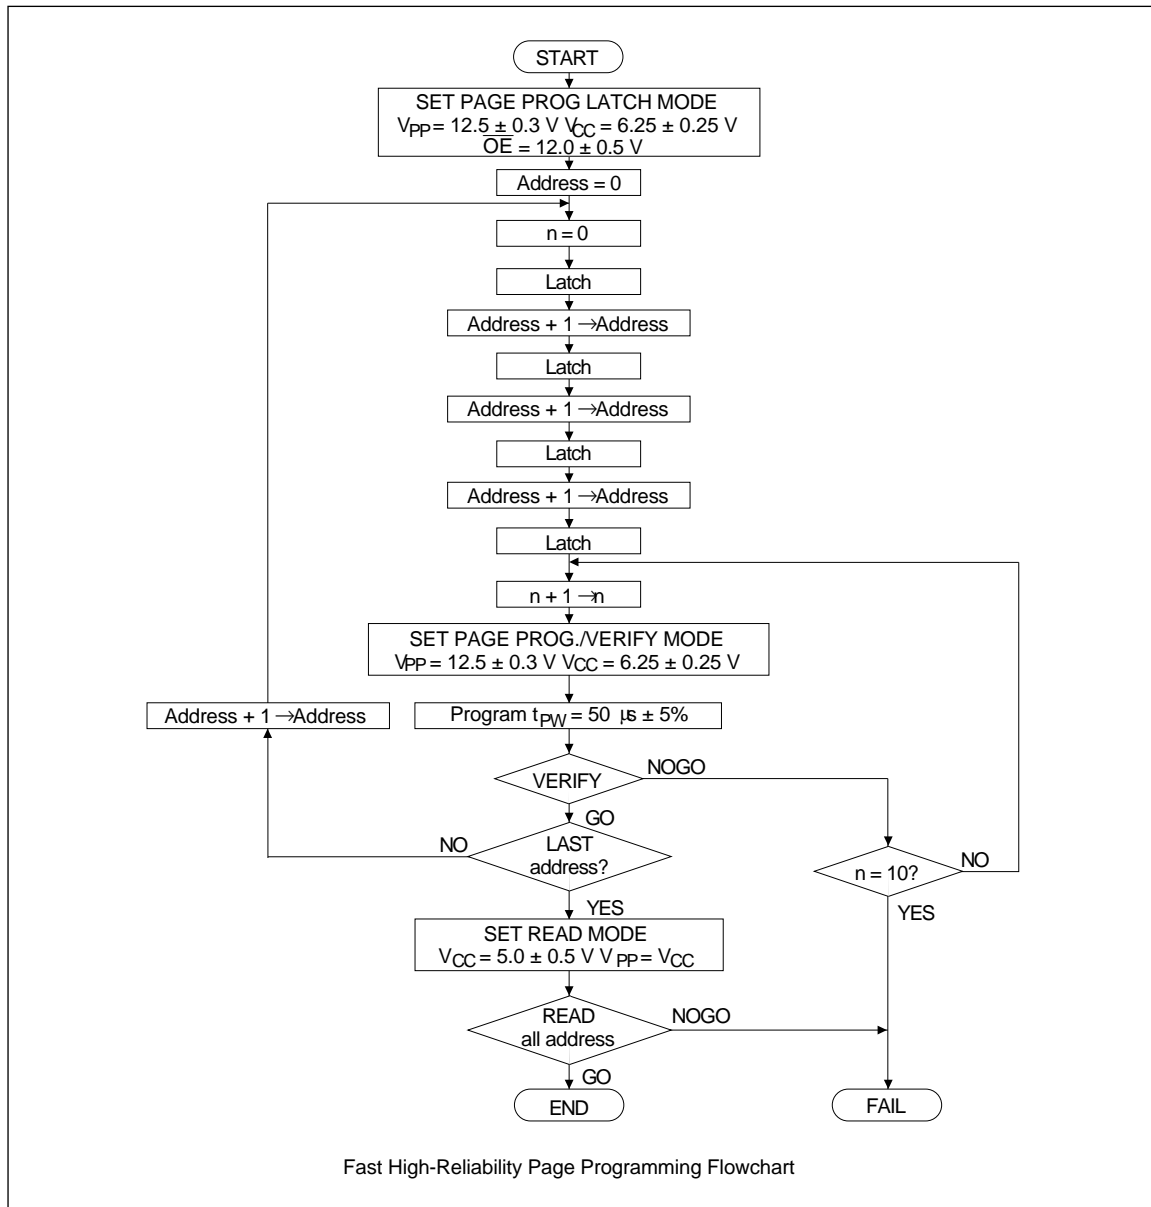 START
SET PAGE PROG LATCH MODE
VPP = 12.5 ± 0.3 V VCC = 6.25 ± 0.25 V
O̅E̅ = 12.0 ± 0.5 V
Address = 0
n = 0
Latch
Address + 1 →Address
Latch
Address + 1 →Address
Latch
Address + 1 →Address
Latch
n + 1 →n
SET PAGE PROG./VERIFY MODE
VPP = 12.5 ± 0.3 V VCC = 6.25 ± 0.25 V
Address + 1 →Address
Program tPW = 50 µs ± 5%
VERIFY
NOGO
GO
NO
LAST
address?
n = 10?
NO
YES
YES
SET READ MODE
VCC = 5.0 ± 0.5 V VPP = VCC
READ
all address
NOGO
GO
END
FAIL
Fast High-Reliability Page Programming Flowchart